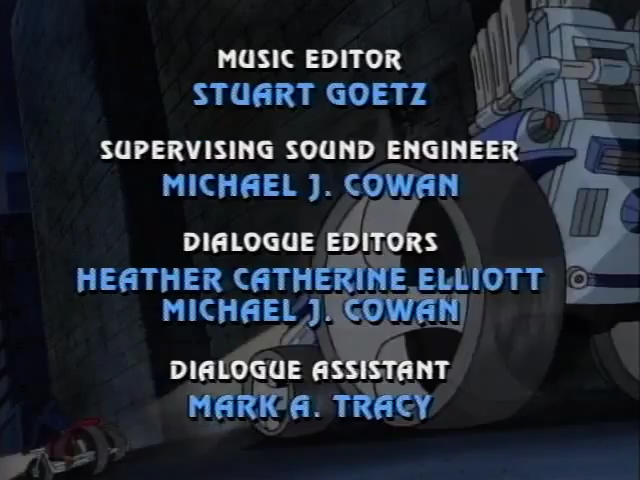 MUSIC EDITOR
STUART GOETZ
SUPERVISING SOUND ENGINEER
MICHAEL J. COWAN
DIALOGUE EDITORS
HEATHER CATHERINE ELLIOTT
MICHAEL J. COWAN
DIALOGUE ASSISTANT
MARK A. TRACY